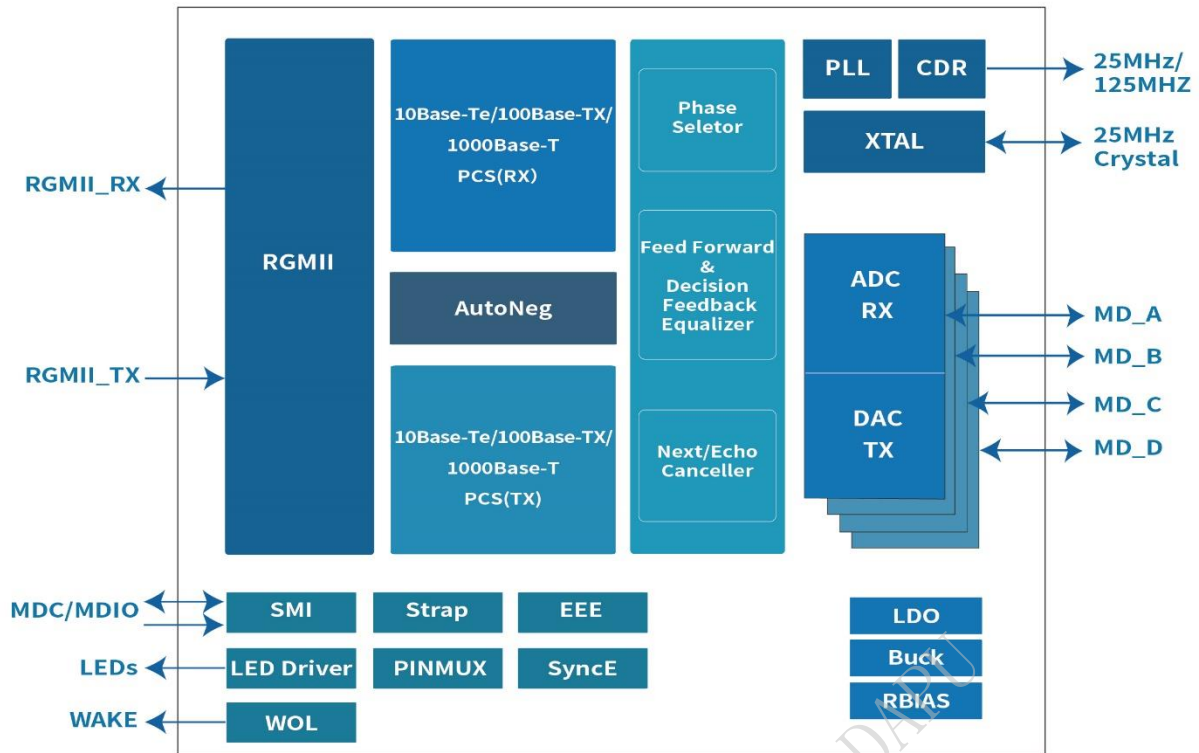 RGMII_RX
RGMII_TX
RGMII
10Base-Te/100Base-TX/
1000Base-T
PCS(RX)
AutoNeg
10Base-Te/100Base-TX/
1000Base-T
PCS(TX)
Phase
Seletor
Feed Forward
&
Decision
Feedback
Equalizer
Next/Echo
Canceller
PLL
CDR
25MHz/
125MHZ
XTAL
25MHz
Crystal
ADC
RX
DAC
TX
MD_A
MD_B
MD_C
MD_D
MDC/MDIO
SMI
Strap
EEE
LEDs
LED Driver
PINMUX
SyncE
WAKE
WOL
LDO
Buck
RBIAS
DAPU